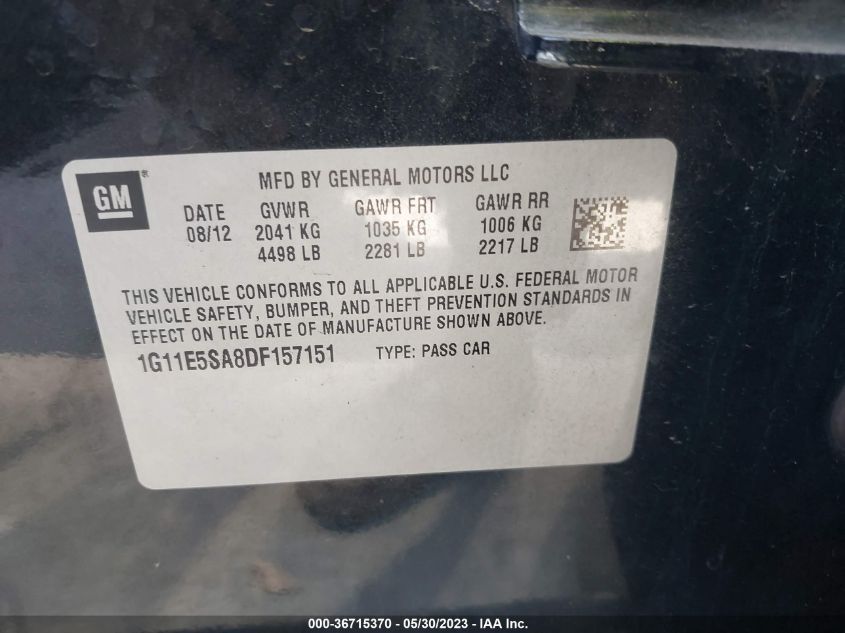 GM ®
MFD BY GENERAL MOTORS LLC
DATE GVWR GAWR FRT GAWR RR
08/12 2041 KG 1035 KG 1006 KG
4498 LB 2281 LB 2217 LB
THIS VEHICLE CONFORMS TO ALL APPLICABLE U.S. FEDERAL MOTOR
VEHICLE SAFETY, BUMPER, AND THEFT PREVENTION STANDARDS IN
EFFECT ON THE DATE OF MANUFACTURE SHOWN ABOVE.
1G11E5SA8DF157151 TYPE: PASS CAR
000-36715370 - 05/30/2023 - IAA Inc.